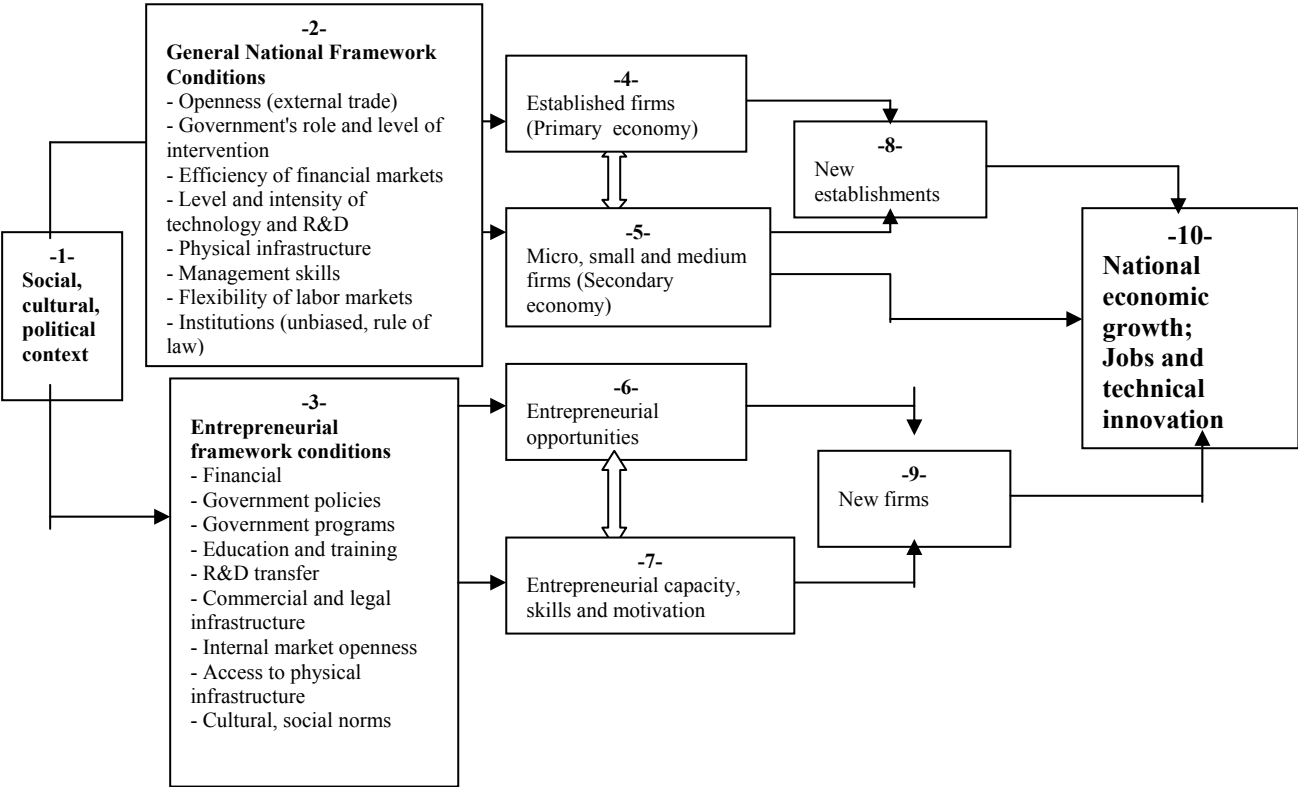 -1-
Social,
cultural,
political
context
-2-
General National Framework
Conditions
- Openness (external trade)
- Government's role and level of
intervention
- Efficiency of financial markets
- Level and intensity of
technology and R&D
- Physical infrastructure
- Management skills
- Flexibility of labor markets
- Institutions (unbiased, rule of
law)
-3-
Entrepreneurial
framework conditions
- Financial
- Government policies
- Government programs
- Education and training
- R&D transfer
- Commercial and legal
infrastructure
- Internal market openness
- Access to physical
infrastructure
- Cultural, social norms
-4-
Established firms
(Primary economy)
-5-
Micro, small and medium
firms (Secondary
economy)
-6-
Entrepreneurial
opportunities
-7-
Entrepreneurial capacity,
skills and motivation
-8-
New
establishments
-9-
New firms
-10-
National
economic
growth;
Jobs and
technical
innovation